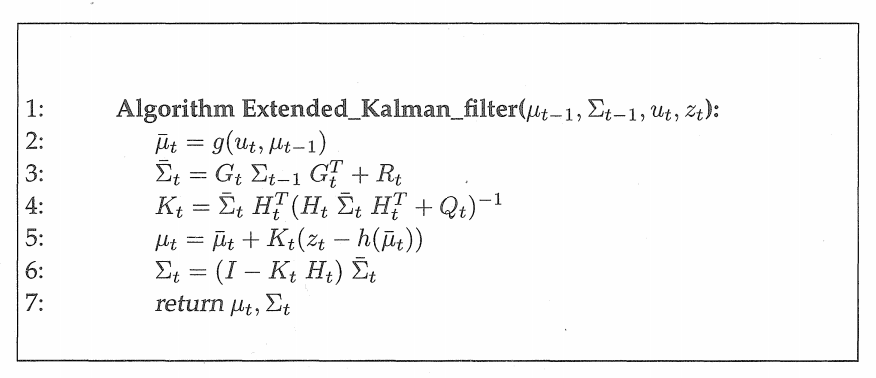 1: Algorithm Extended_Kalman_filter(μ_{t−1}, Σ_{t−1}, u_t, z_t):
2: μ̄_t = g(u_t, μ_{t−1})
3: Σ̄_t = G_t Σ_{t−1} G_t^T + R_t
4: K_t = Σ̄_t H_t^T(H_t Σ̄_t H_t^T + Q_t)^{−1}
5: μ_t = μ̄_t + K_t(z_t − h(μ̄_t))
6: Σ_t = (I − K_t H_t) Σ̄_t
7: return μ_t, Σ_t